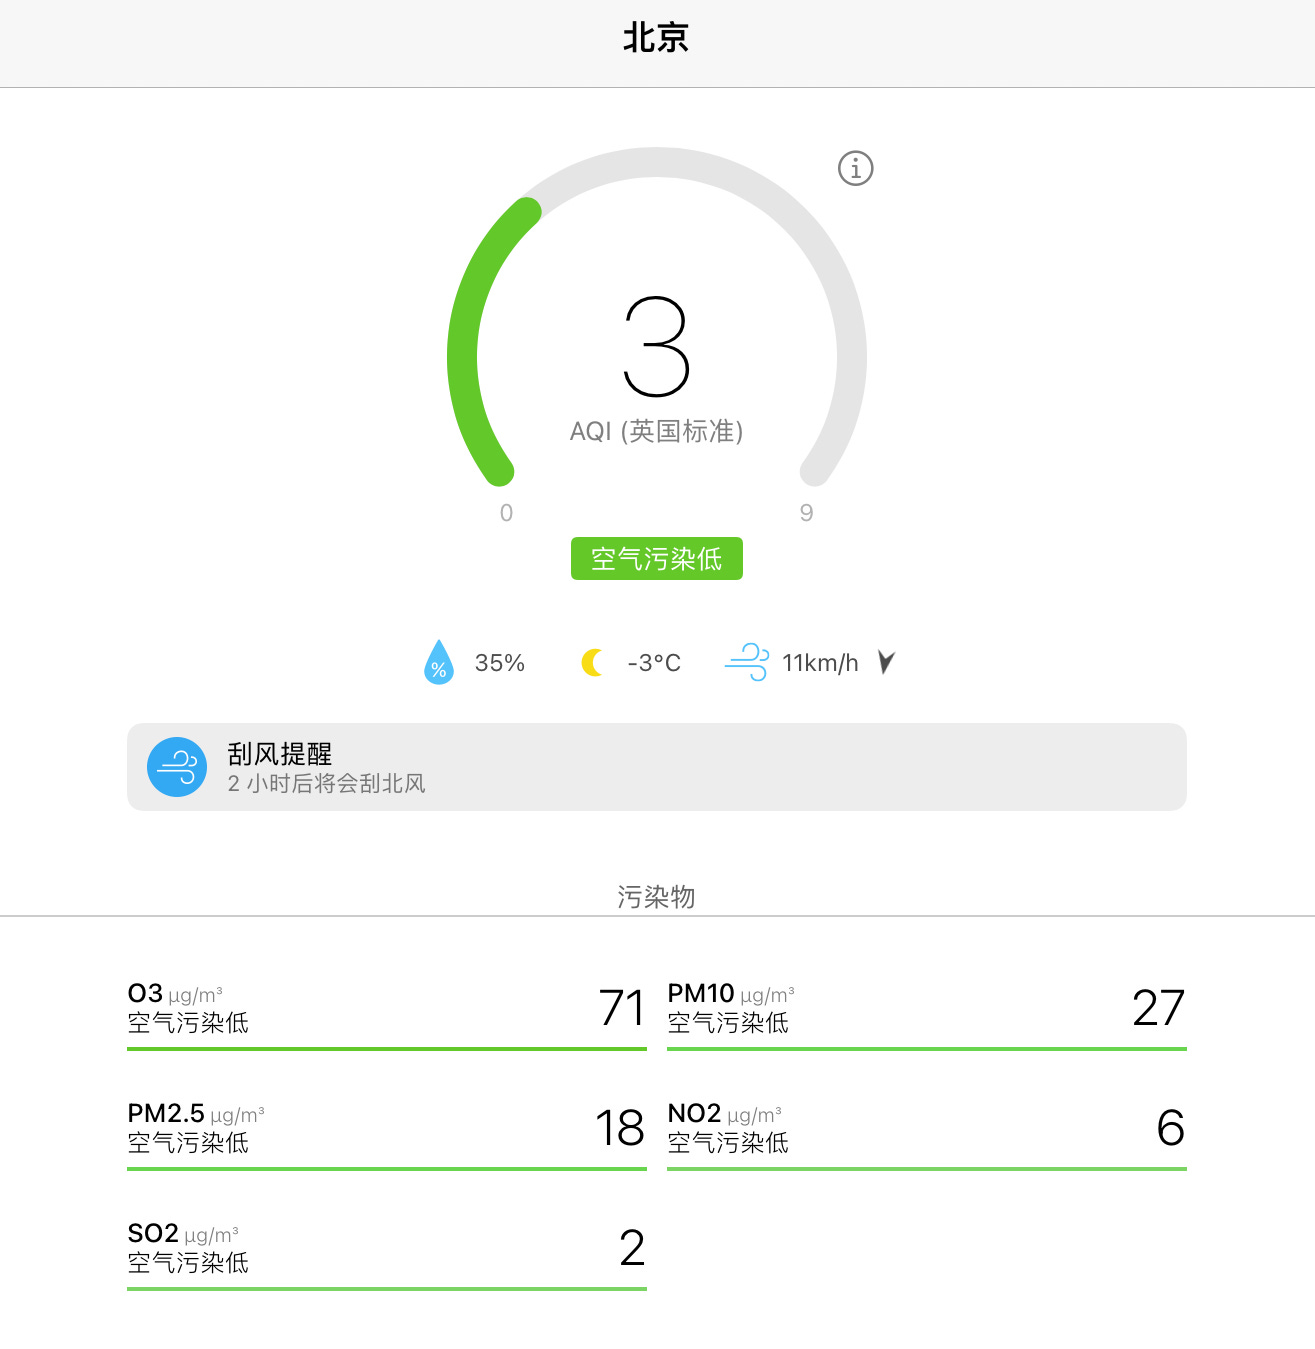 北京
3
AQI (英国标准)
0
9
空气污染低
% 35% -3°C 11km/h
刮风提醒
2 小时后将会刮北风
污染物
O3 µg/m³
空气污染低
71
PM10 µg/m³
空气污染低
27
PM2.5 µg/m³
空气污染低
18
NO2 µg/m³
空气污染低
6
SO2 µg/m³
空气污染低
2